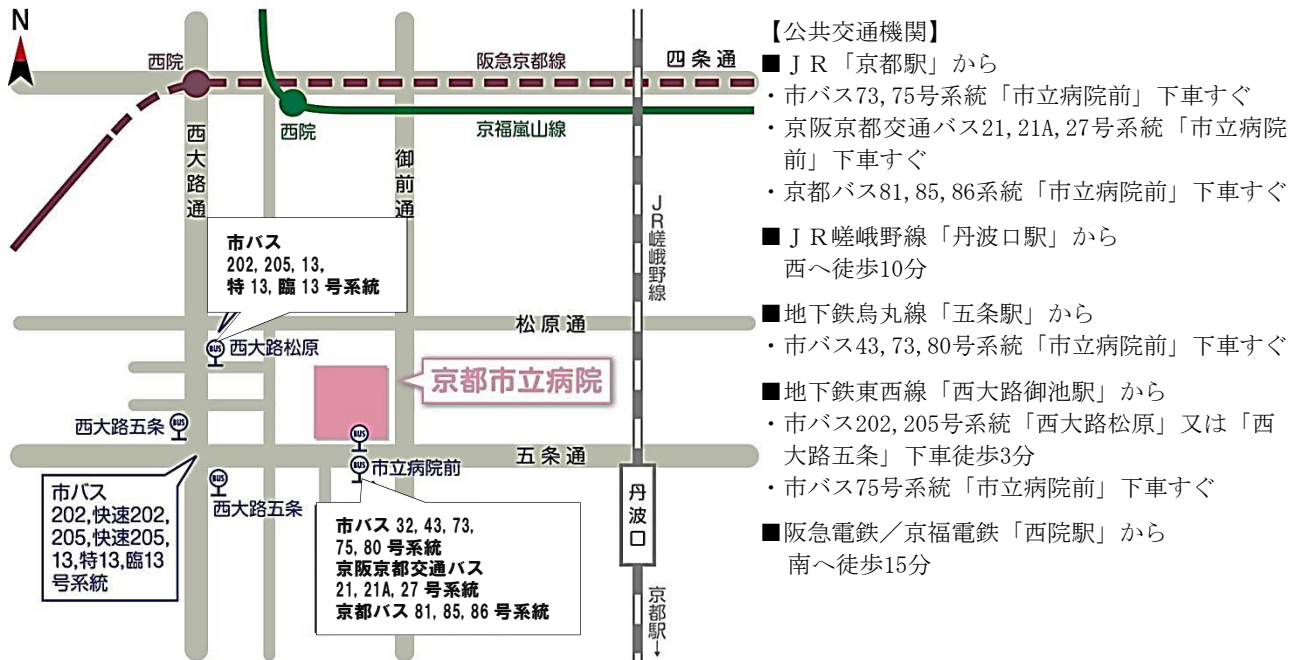 N
西院
阪急京都線
四条通
西院
京福嵐山線
西大路通
御前通
JR嵯峨野線
市バス
202, 205, 13,
特 13, 臨 13 号系統
松原通
BUS 西大路松原
京都市立病院
西大路五条 BUS
BUS
五条通
BUS 市立病院前
BUS
西大路五条
丹波口
市バス
202,快速202,
205,快速205,
13,特13,臨13
号系統
市バス 32, 43, 73,
75, 80 号系統
京阪京都交通バス
21, 21A, 27 号系統
京都バス 81, 85, 86 号系統
京都駅→
【公共交通機関】
■ＪＲ「京都駅」から
・市バス73,75号系統「市立病院前」下車すぐ
・京阪京都交通バス21,21A,27号系統「市立病院
前」下車すぐ
・京都バス81,85,86系統「市立病院前」下車すぐ
■ＪＲ嵯峨野線「丹波口駅」から
西へ徒歩10分
■地下鉄烏丸線「五条駅」から
・市バス43,73,80号系統「市立病院前」下車すぐ
■地下鉄東西線「西大路御池駅」から
・市バス202,205号系統「西大路松原」又は「西
大路五条」下車徒歩3分
・市バス75号系統「市立病院前」下車すぐ
■阪急電鉄／京福電鉄「西院駅」から
南へ徒歩15分